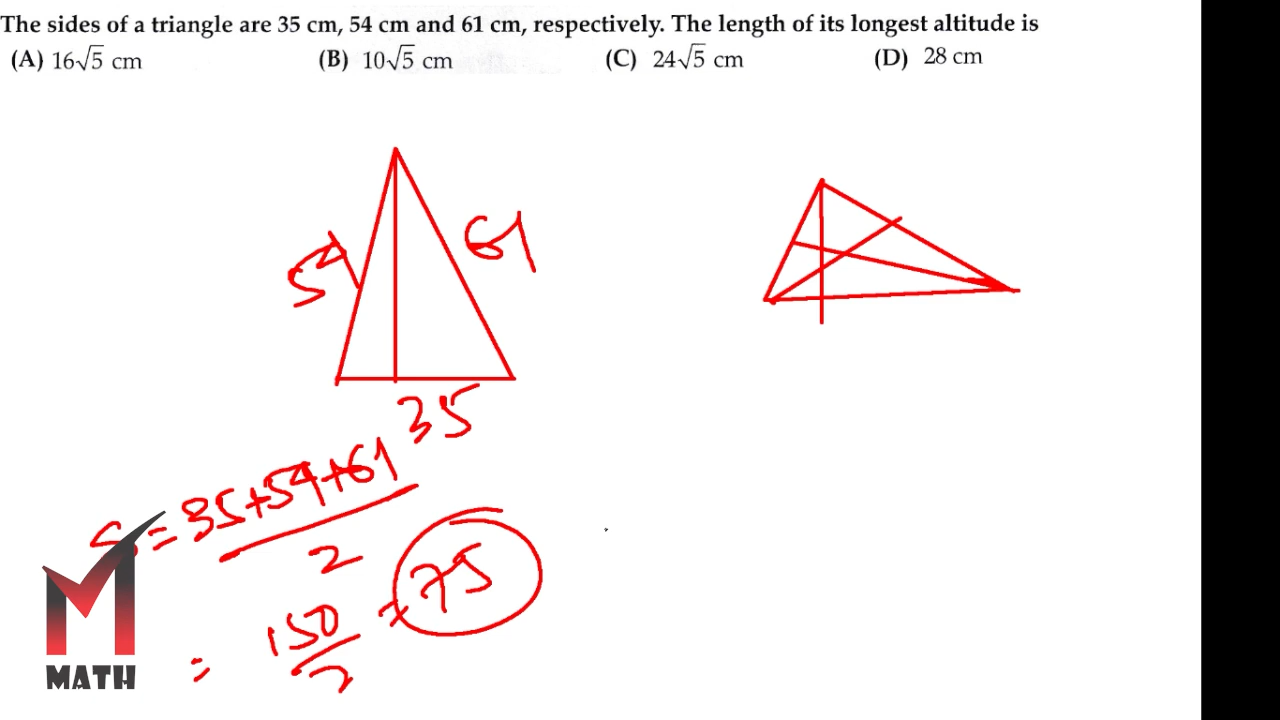 The sides of a triangle are 35 cm, 54 cm and 61 cm, respectively. The length of its longest altitude is
(A) 16√5 cm (B) 10√5 cm (C) 24√5 cm (D) 28 cm
54 61
35
S = 35+54+61
2
= 150 = 75
2
MATH